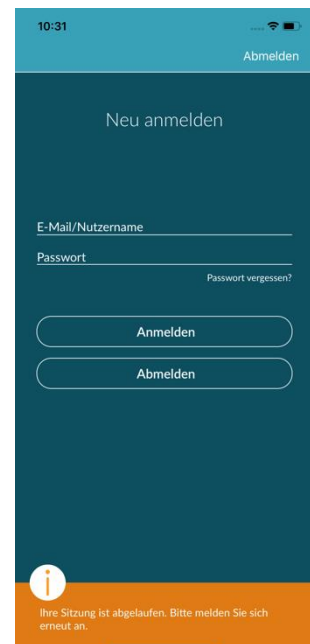 10:31
Abmelden
Neu anmelden
E-Mail/Nutzername
Passwort
Passwort vergessen?
Anmelden
Abmelden
i
Ihre Sitzung ist abgelaufen. Bitte melden Sie sich
erneut an.